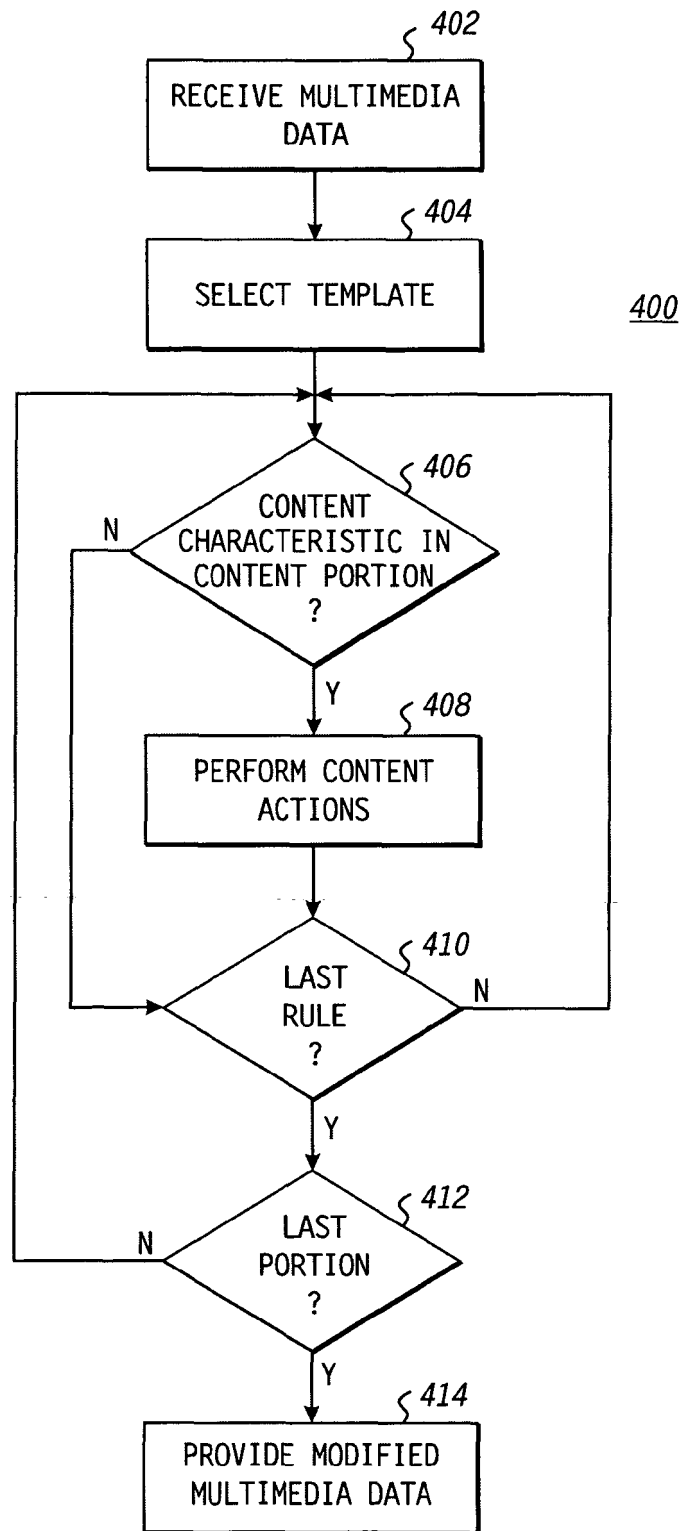 402
RECEIVE MULTIMEDIA
DATA
404
SELECT TEMPLATE
400
406
CONTENT
CHARACTERISTIC IN
CONTENT PORTION
?
N
Y
408
PERFORM CONTENT
ACTIONS
410
LAST
RULE
?
N
Y
412
LAST
PORTION
?
N
Y
414
PROVIDE MODIFIED
MULTIMEDIA DATA